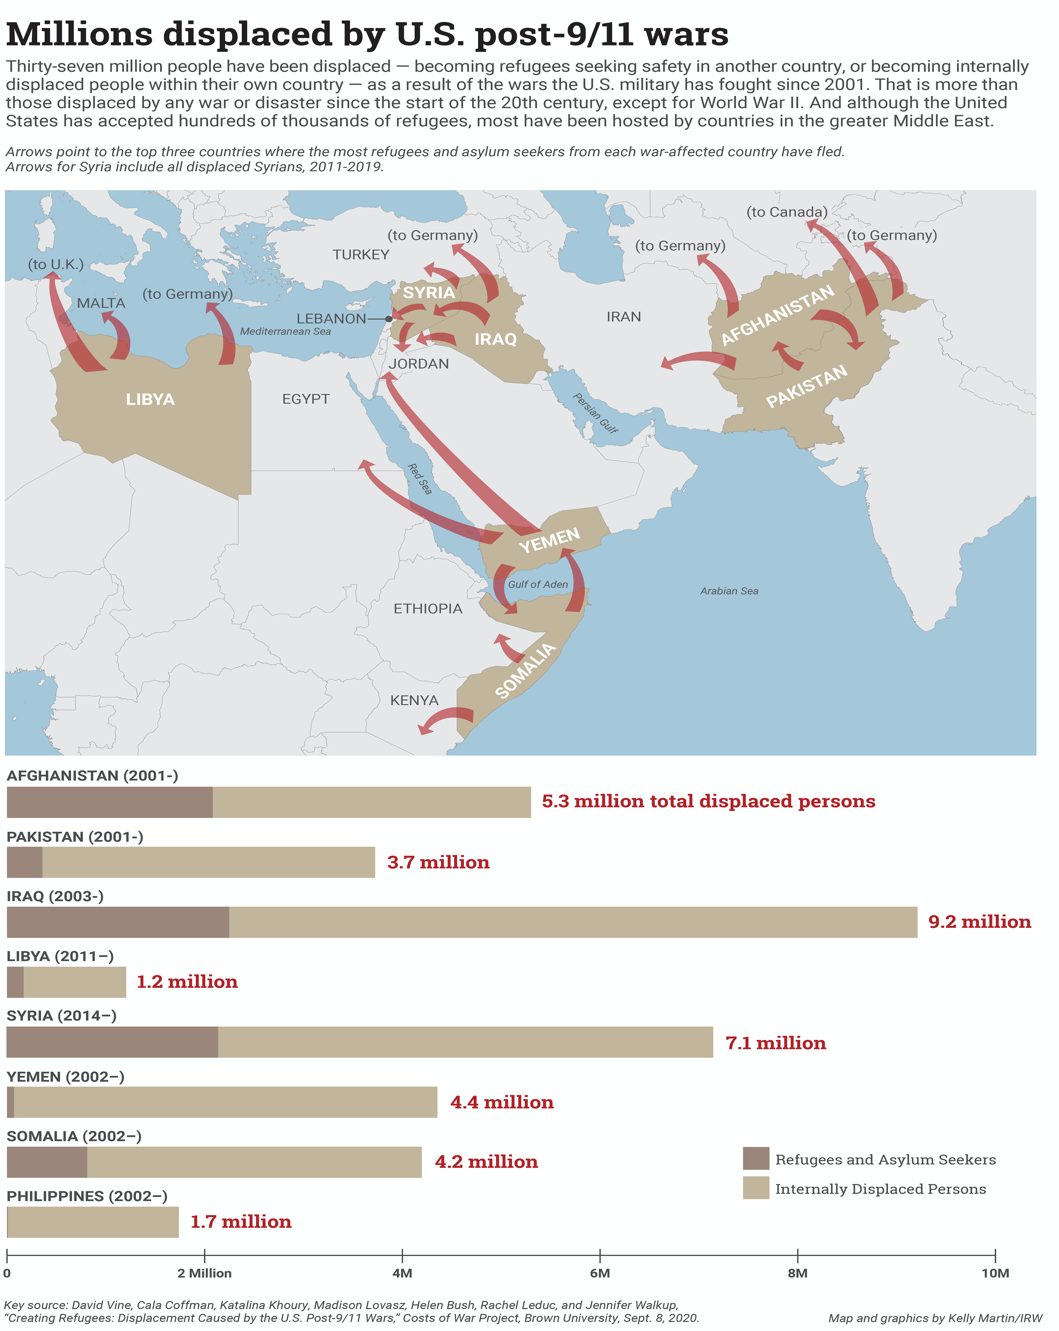 Millions displaced by U.S. post-9/11 wars
Thirty-seven million people have been displaced — becoming refugees seeking safety in another country, or becoming internally
displaced people within their own country — as a result of the wars the U.S. military has fought since 2001. That is more than
those displaced by any war or disaster since the start of the 20th century, except for World War II. And although the United
States has accepted hundreds of thousands of refugees, most have been hosted by countries in the greater Middle East.
Arrows point to the top three countries where the most refugees and asylum seekers from each war-affected country have fled.
Arrows for Syria include all displaced Syrians, 2011-2019.
(to Canada)
(to Germany)
(to Germany)
(to Germany)
TURKEY
(to U.K.)
(to Germany)
MALTA
SYRIA
LEBANON
Mediterranean Sea
IRAQ
IRAN
AFGHANISTAN
JORDAN
PAKISTAN
LIBYA
EGYPT
Persian Gulf
Red Sea
YEMEN
Gulf of Aden
Arabian Sea
ETHIOPIA
SOMALIA
KENYA
AFGHANISTAN (2001-)
5.3 million total displaced persons
PAKISTAN (2001-)
3.7 million
IRAQ (2003-)
9.2 million
LIBYA (2011–)
1.2 million
SYRIA (2014–)
7.1 million
YEMEN (2002–)
4.4 million
SOMALIA (2002–)
4.2 million
Refugees and Asylum Seekers
Internally Displaced Persons
PHILIPPINES (2002–)
1.7 million
0 2 Million 4M 6M 8M 10M
Key source: David Vine, Cala Coffman, Katalina Khoury, Madison Lovasz, Helen Bush, Rachel Leduc, and Jennifer Walkup,
“Creating Refugees: Displacement Caused by the U.S. Post-9/11 Wars,” Costs of War Project, Brown University, Sept. 8, 2020.
Map and graphics by Kelly Martin/IRW